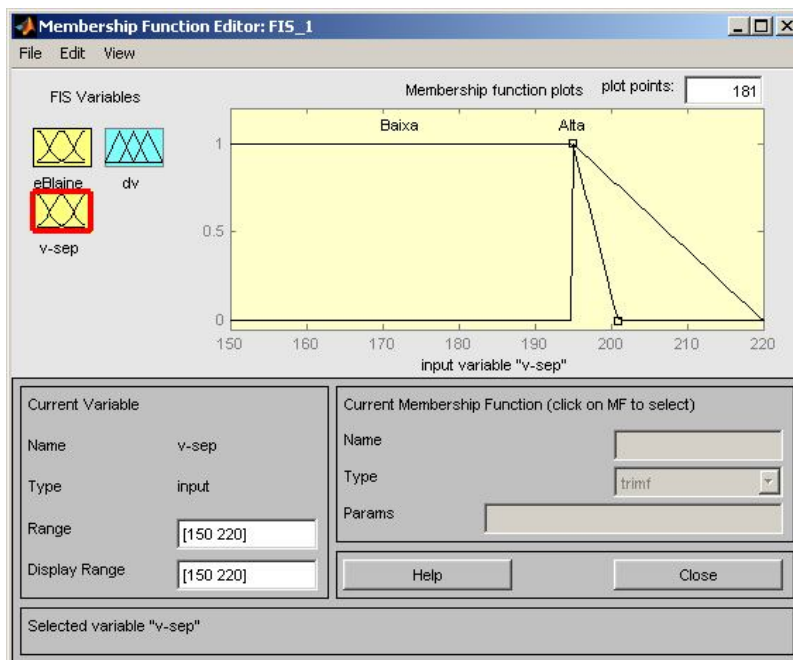 Membership Function Editor: FIS_1
File Edit View
FIS Variables
Membership function plots plot points: 181
eBlaine dv
v-sep
Baixa Alta
1
0.5
0
150 160 170 180 190 200 210 220
input variable "v-sep"
Current Variable
Name v-sep
Type input
Range [150 220]
Display Range [150 220]
Current Membership Function (click on MF to select)
Name
Type trimf
Params
Help Close
Selected variable "v-sep"